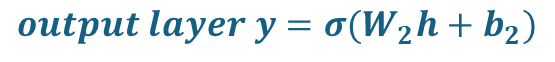 output layer y = σ(W₂h + b₂)